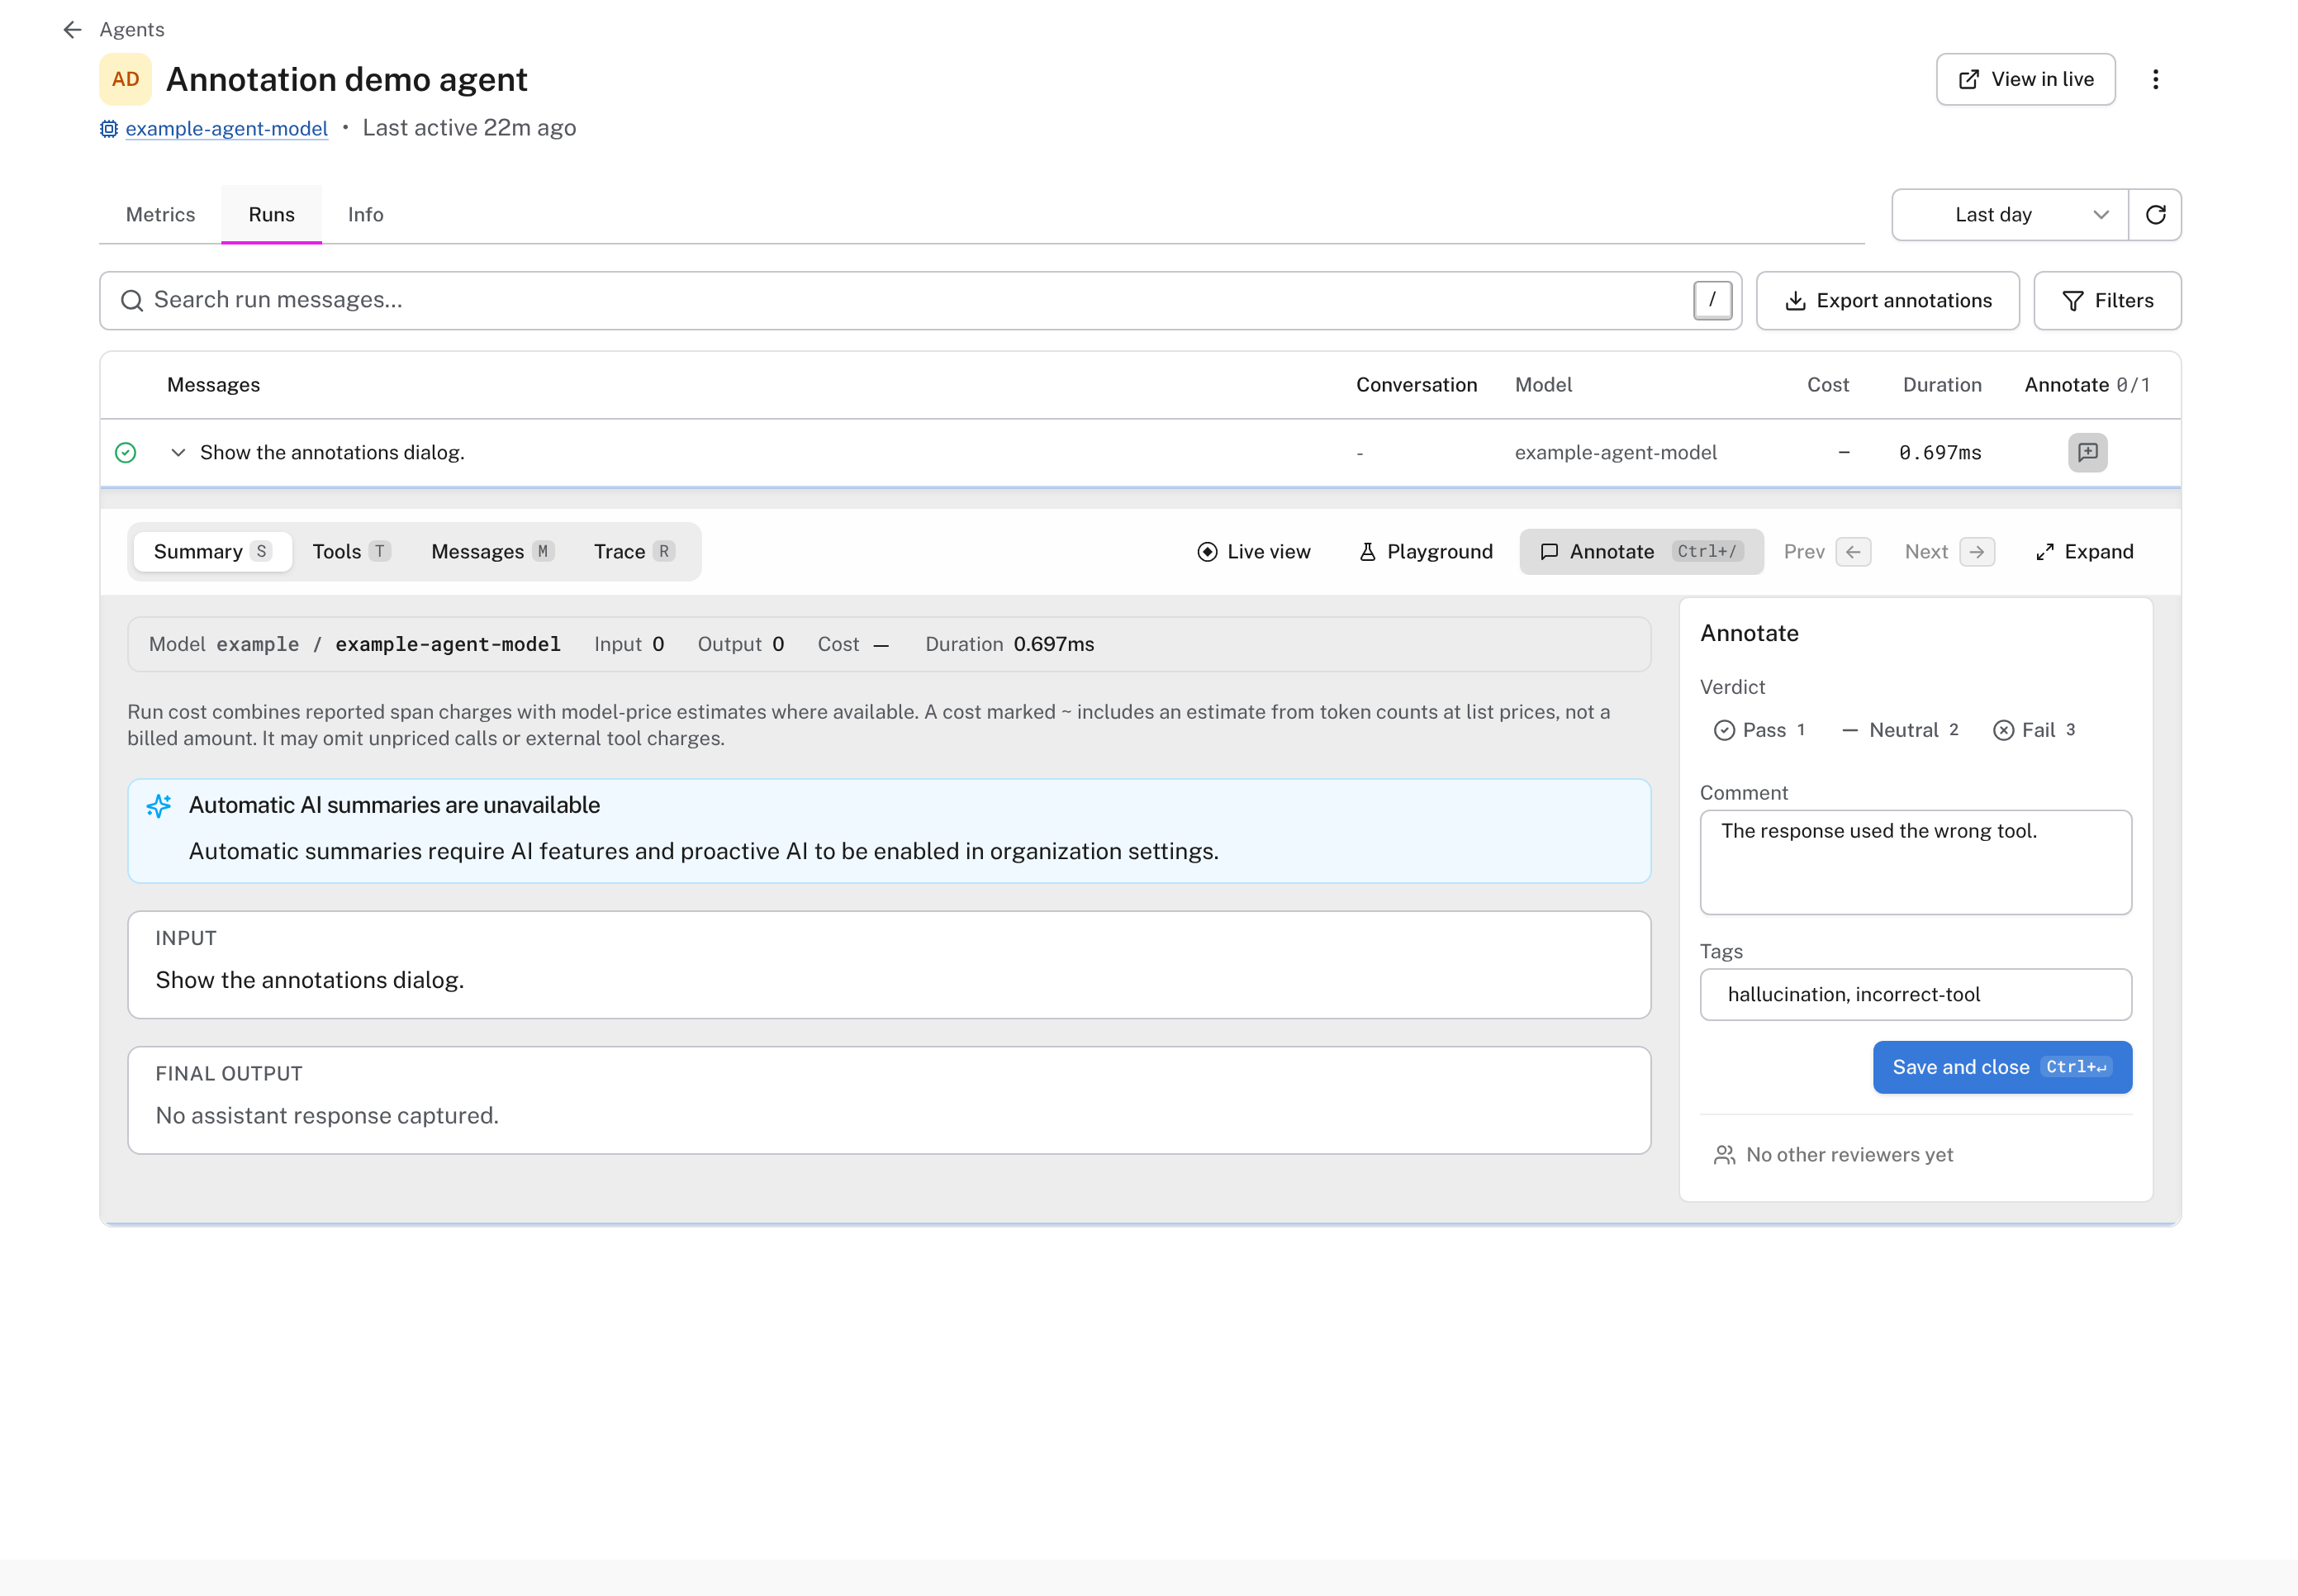 Agents
AD Annotation demo agent
View in live
example-agent-model • Last active 22m ago
Metrics Runs Info
Last day
Search run messages... /
Export annotations
Filters
Messages Conversation Model Cost Duration Annotate 0/1
Show the annotations dialog. - example-agent-model — 0.697ms
Summary S Tools T Messages M Trace R
Live view Playground Annotate Ctrl+/ Prev ← Next → Expand
Model example / example-agent-model Input 0 Output 0 Cost — Duration 0.697ms
Run cost combines reported span charges with model-price estimates where available. A cost marked ~ includes an estimate from token counts at list prices, not a
billed amount. It may omit unpriced calls or external tool charges.
Automatic AI summaries are unavailable
Automatic summaries require AI features and proactive AI to be enabled in organization settings.
INPUT
Show the annotations dialog.
FINAL OUTPUT
No assistant response captured.
Annotate
Verdict
Pass 1 Neutral 2 Fail 3
Comment
The response used the wrong tool.
Tags
hallucination, incorrect-tool
Save and close Ctrl+↵
No other reviewers yet